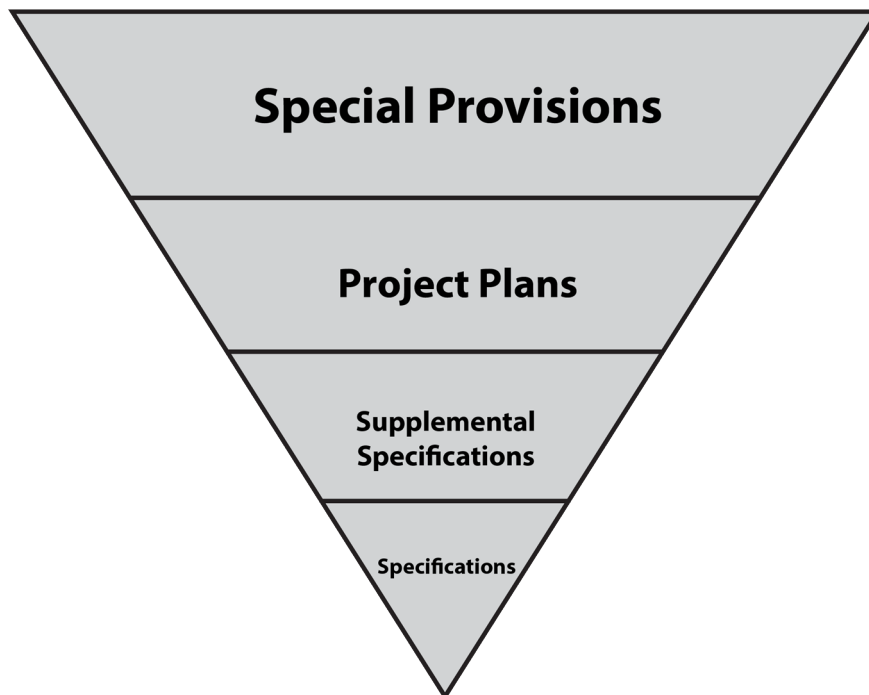 Special Provisions
Project Plans
Supplemental
Specifications
Specifications